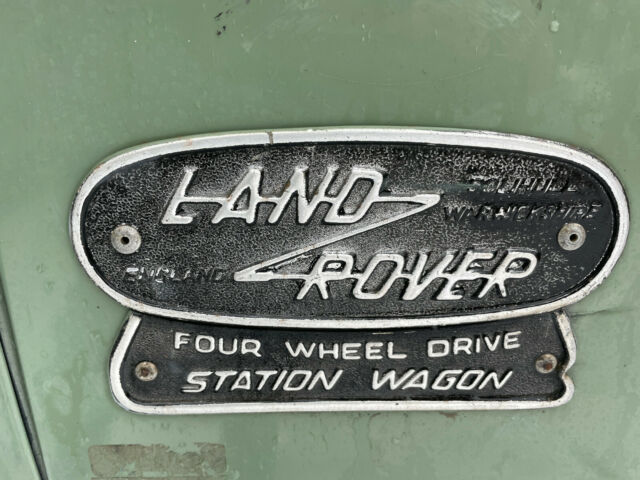 LAND
SOLIHULL
WARWICKSHIRE
ENGLAND
ROVER
FOUR WHEEL DRIVE
STATION WAGON